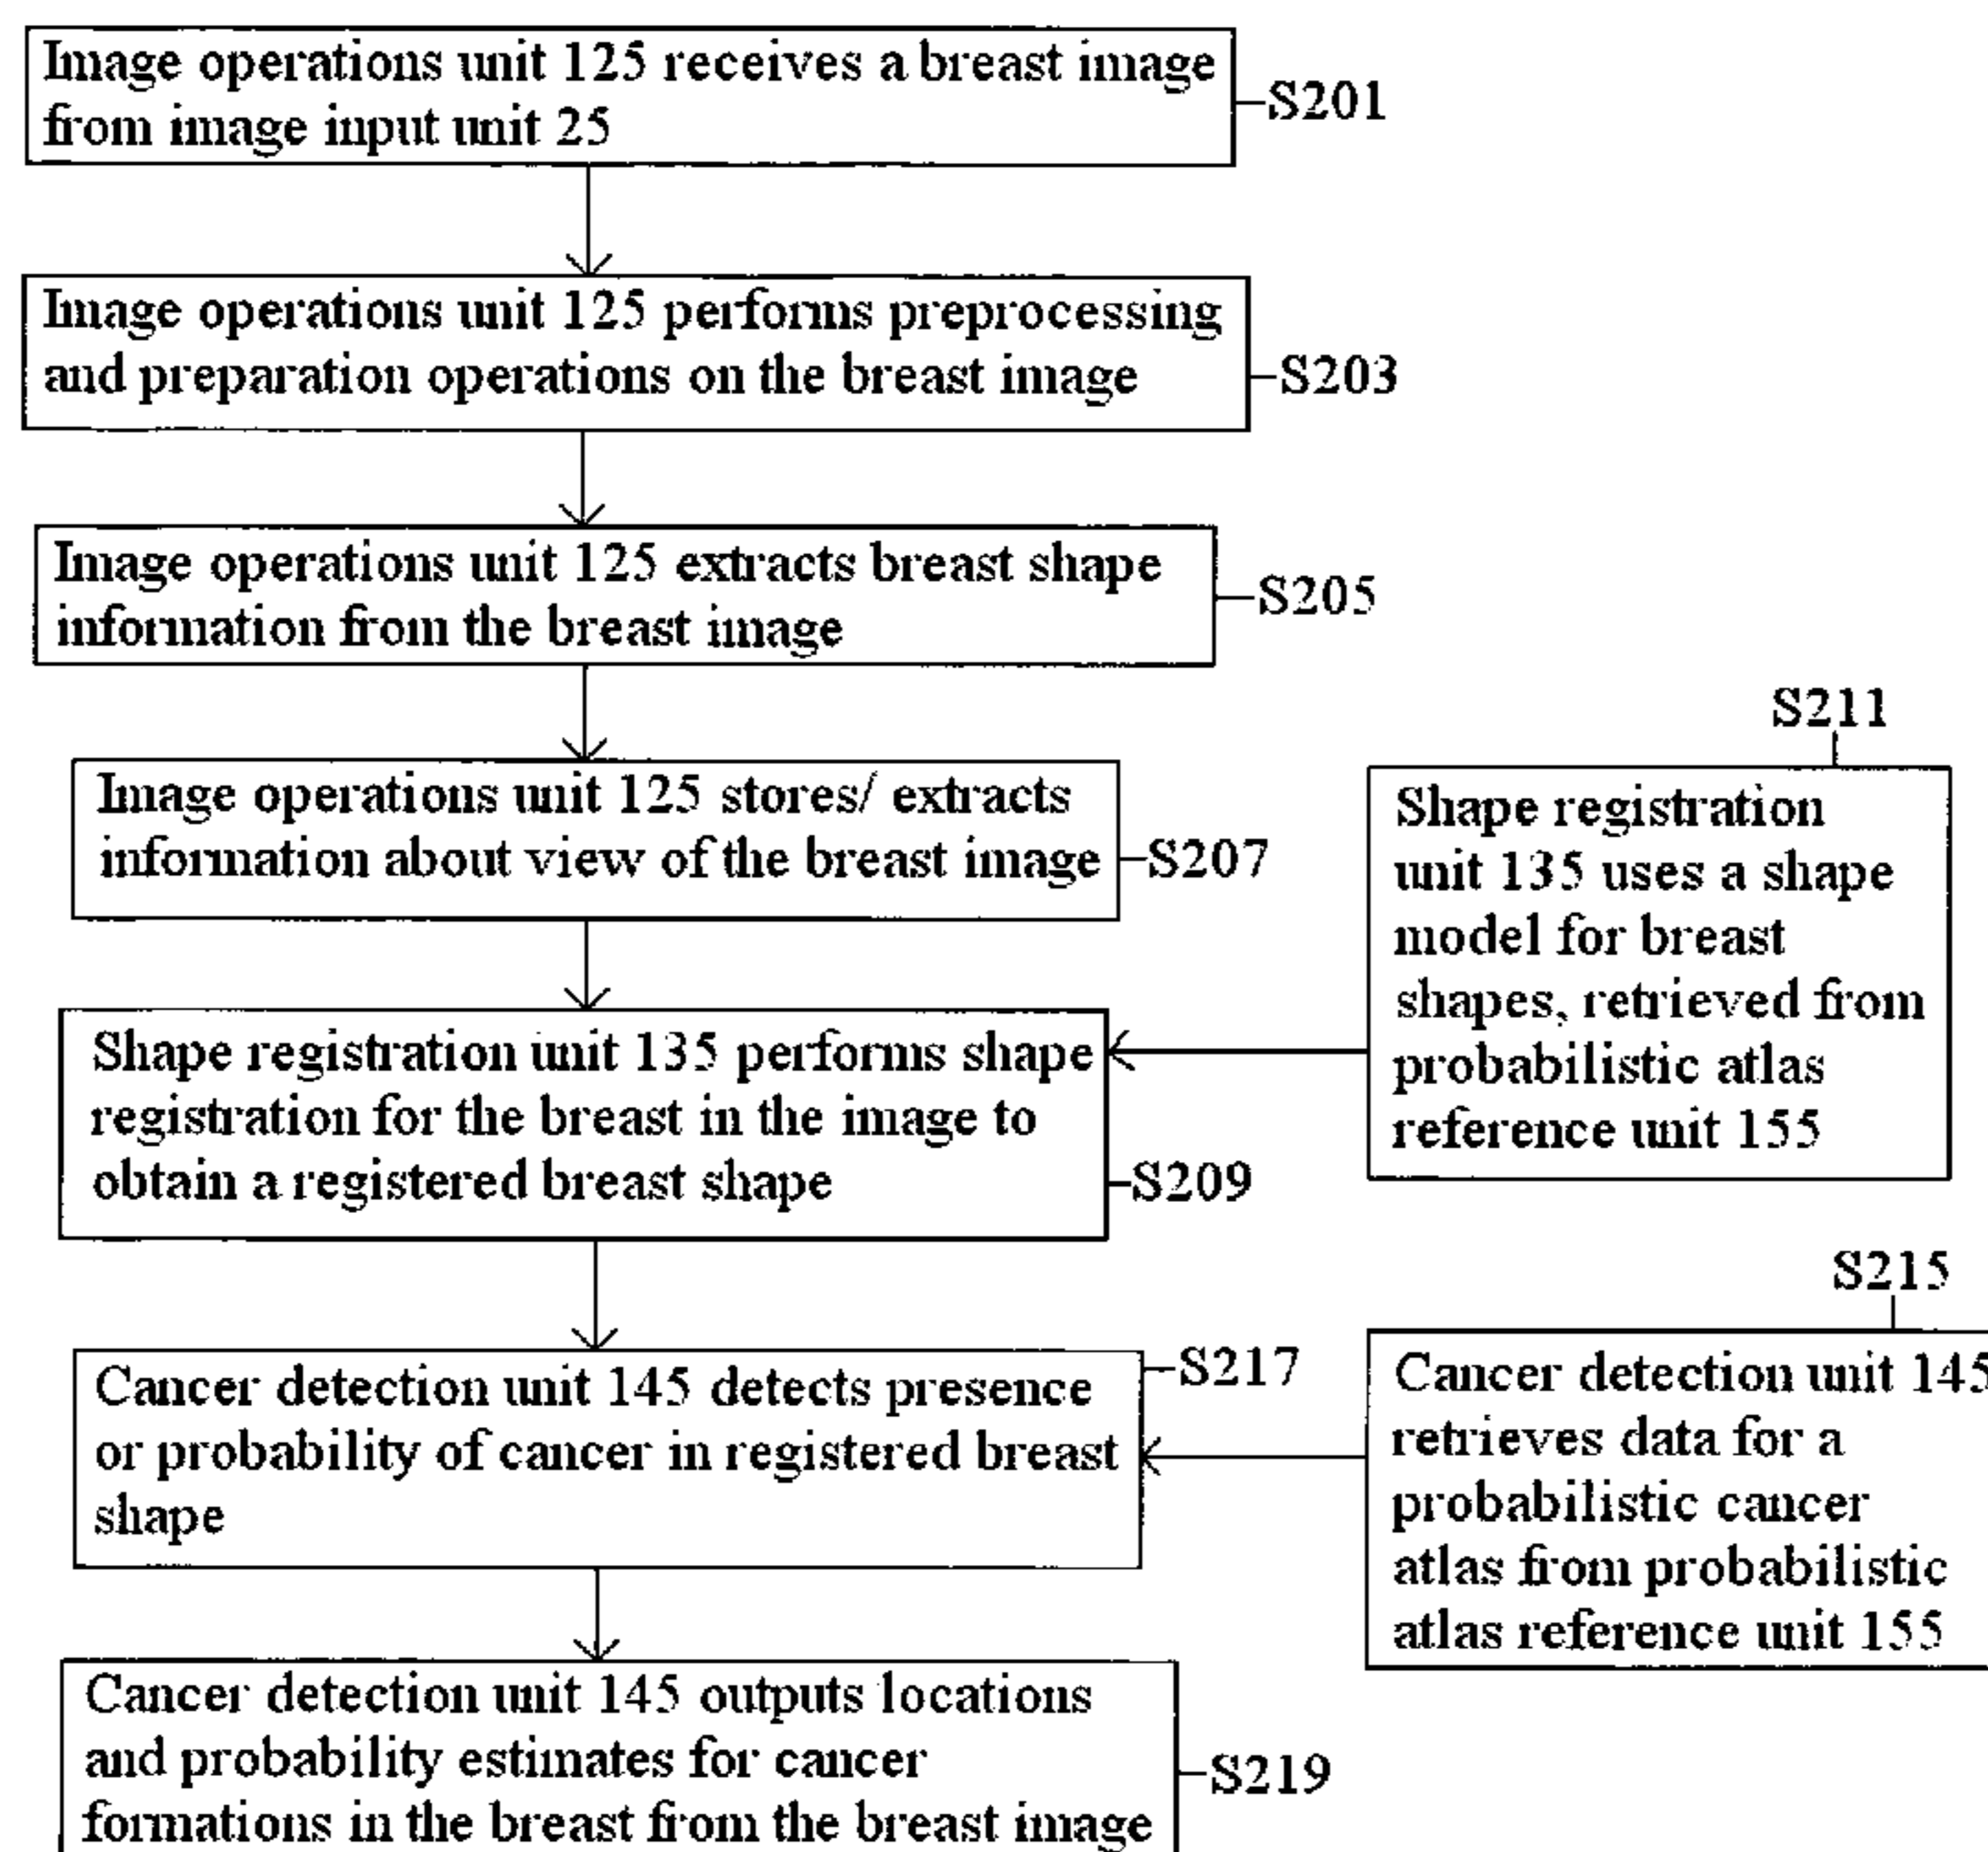 Image operations unit 125 receives a breast image
from image input unit 25
S201
Image operations unit 125 performs preprocessing
and preparation operations on the breast image
S203
Image operations unit 125 extracts breast shape
information from the breast image
S205
Image operations unit 125 stores/ extracts
information about view of the breast image
S207
S211
Shape registration
unit 135 uses a shape
model for breast
shapes, retrieved from
probabilistic atlas
reference unit 155
Shape registration unit 135 performs shape
registration for the breast in the image to
obtain a registered breast shape
S209
S215
Cancer detection unit 145
retrieves data for a
probabilistic cancer
atlas from probabilistic
atlas reference unit 155
Cancer detection unit 145 detects presence
or probability of cancer in registered breast
shape
S217
Cancer detection unit 145 outputs locations
and probability estimates for cancer
formations in the breast from the breast image
S219